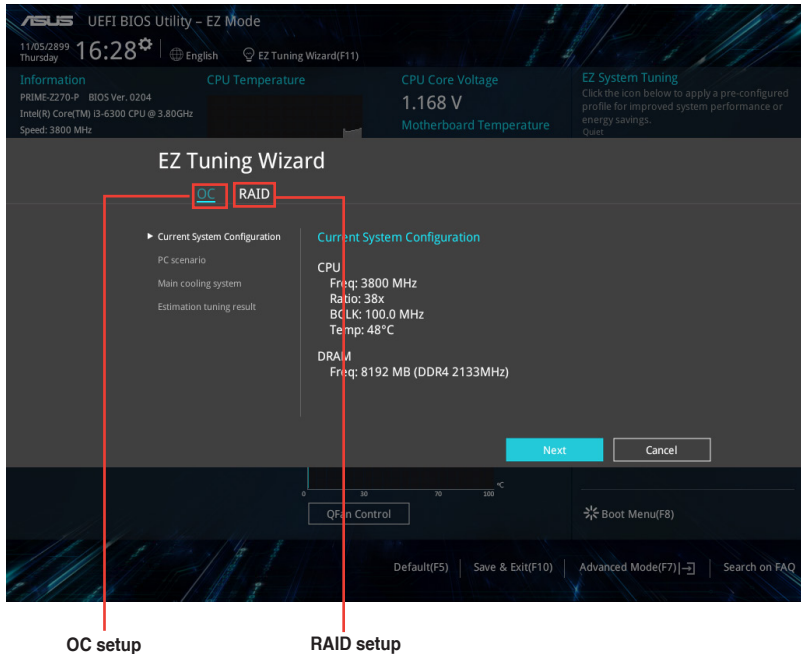 ASUS UEFI BIOS Utility – EZ Mode
11/05/2899
Thursday
16:28
English
EZ Tuning Wizard(F11)
Information
PRIME-Z270-P BIOS Ver. 0204
Intel(R) Core(TM) i3-6300 CPU @ 3.80GHz
Speed: 3800 MHz
CPU Temperature
CPU Core Voltage
1.168 V
Motherboard Temperature
EZ System Tuning
Click the icon below to apply a pre-configured
profile for improved system performance or
energy savings.
Quiet
EZ Tuning Wizard
OC RAID
Current System Configuration
PC scenario
Main cooling system
Estimation tuning result
Current System Configuration
CPU
Freq: 3800 MHz
Ratio: 38x
BCLK: 100.0 MHz
Temp: 48°C
DRAM
Freq: 8192 MB (DDR4 2133MHz)
Next Cancel
0 30 70 100 °C
QFan Control
Boot Menu(F8)
Default(F5) Save & Exit(F10) Advanced Mode(F7) Search on FAQ
OC setup RAID setup